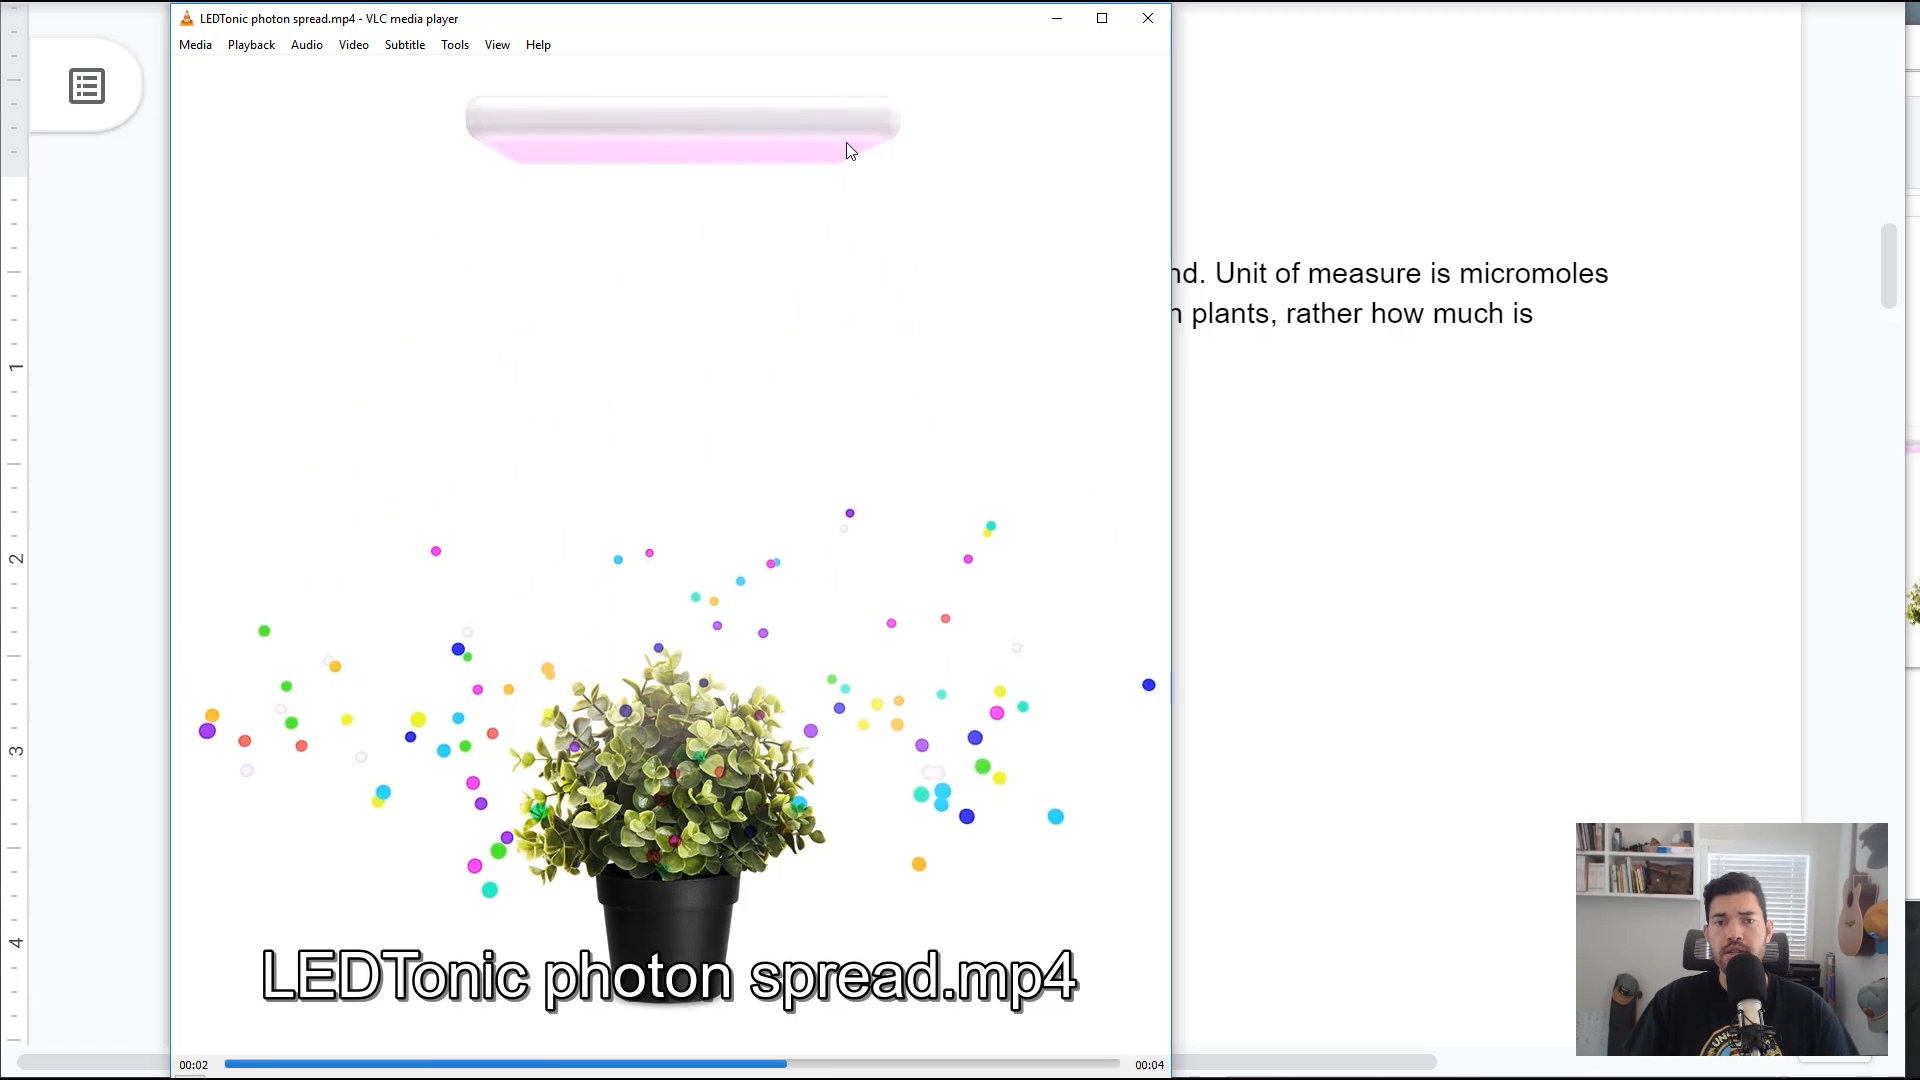 LEDTonic photon spread.mp4 - VLC media player
Media Playback Audio Video Subtitle Tools View Help
nd. Unit of measure is micromoles
plants, rather how much is
1
2
3
4
LEDTonic photon spread.mp4
00:02
00:04